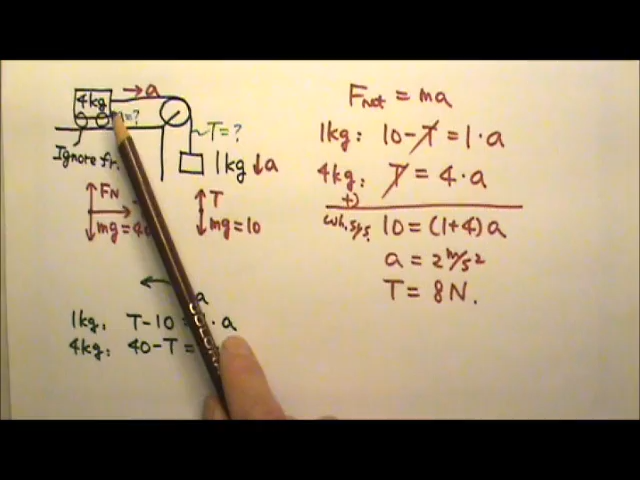 4kg → a
=?
T=?
Ignore fr.
1kg ↓a
FN
mg=4
T
mg=10
Fnet = ma
1kg: 10-T=1·a
4kg: T=4·a
+)
wh.sys. 10=(1+4)a
a=2m/s²
T=8N.
a
1kg: T-10= ·a
4kg: 40-T=